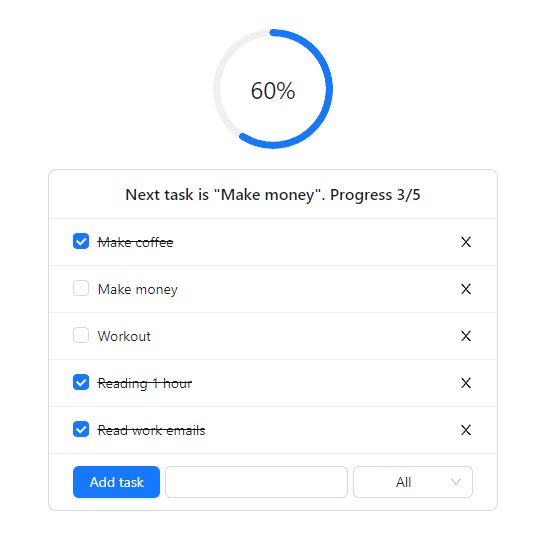 60%
Next task is "Make money". Progress 3/5
Make coffee X
Make money X
Workout X
Reading 1 hour X
Read work emails X
Add task All